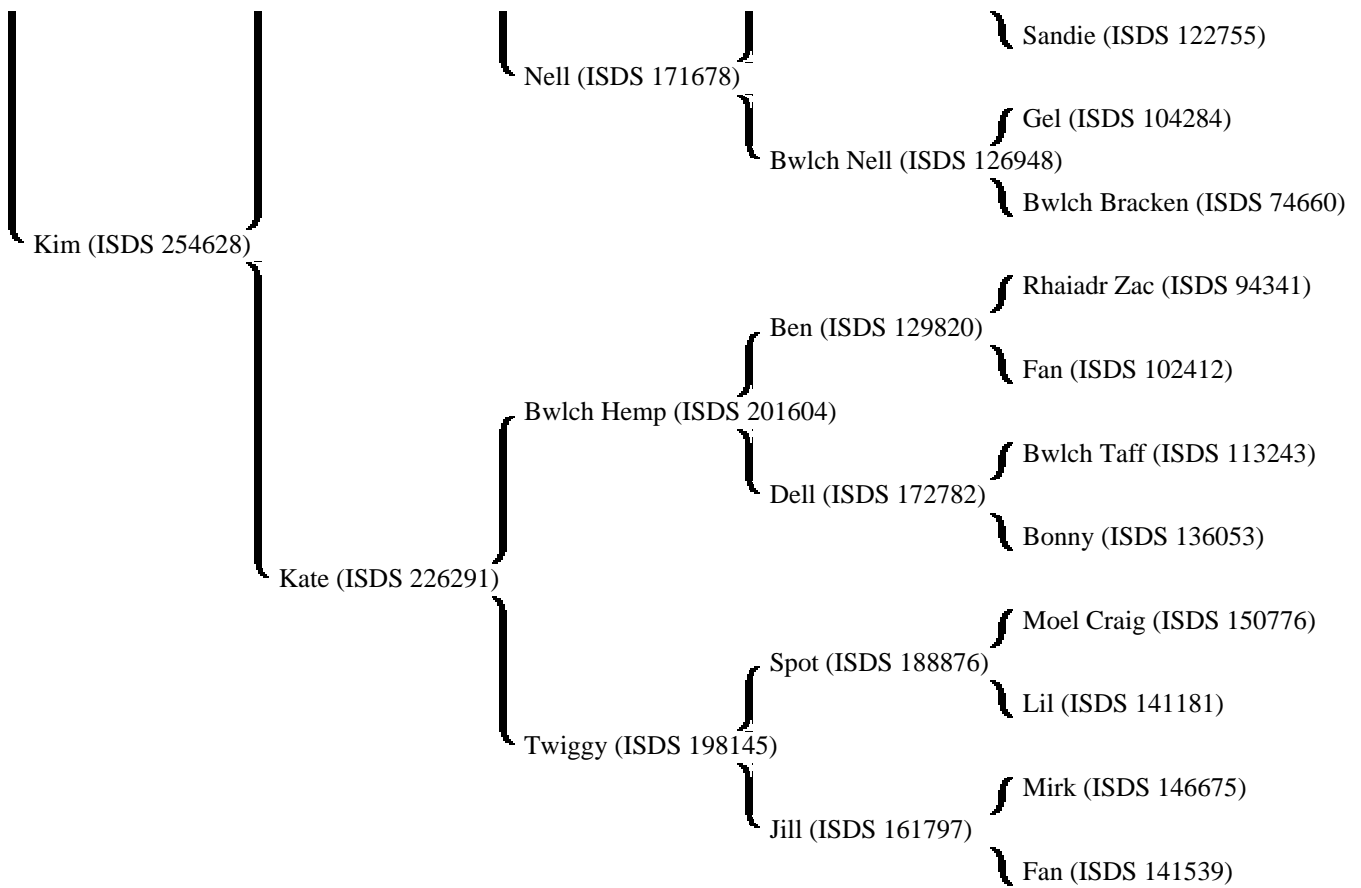 Sandie (ISDS 122755)
Nell (ISDS 171678)
Gel (ISDS 104284)
Bwlch Nell (ISDS 126948)
Bwlch Bracken (ISDS 74660)
Kim (ISDS 254628)
Rhaiadr Zac (ISDS 94341)
Ben (ISDS 129820)
Fan (ISDS 102412)
Bwlch Hemp (ISDS 201604)
Bwlch Taff (ISDS 113243)
Dell (ISDS 172782)
Bonny (ISDS 136053)
Kate (ISDS 226291)
Moel Craig (ISDS 150776)
Spot (ISDS 188876)
Lil (ISDS 141181)
Twiggy (ISDS 198145)
Mirk (ISDS 146675)
Jill (ISDS 161797)
Fan (ISDS 141539)